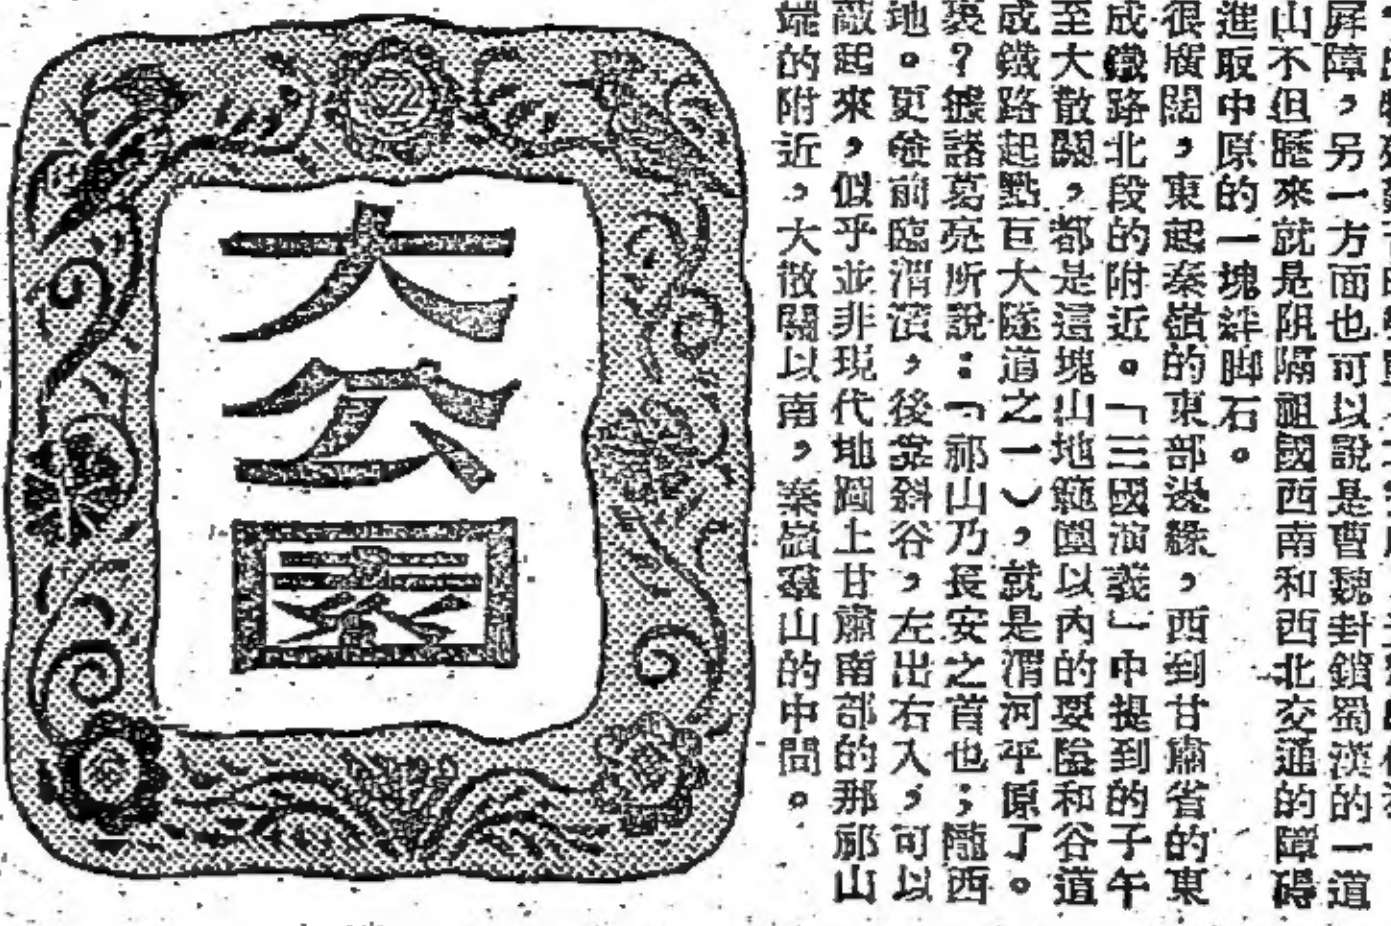 屏障，另一方面也可以說是曹魏封鎖蜀漢的一道
山不但歷來就是阻隔祖國西南和西北交通的障碍
進取中原的一塊絆脚石。
很廣闊，東起秦嶺的東部邊緣，西到甘肅省的東
成鐵路北段的附近。「三國演義」中提到的子午
至大散關，都是這塊山地範圍以內的要隘和谷道
成鐵路起點巨大隧道之一），就是渭河平原了。
裏？據諸葛亮所說：「祁山乃長安之首也；隴西
地。更兼前臨渭濱，後靠斜谷，左出右入，可以
起來，似乎並非現代地圖上甘肅南部的那祁山
端的附近，大散關以南，秦嶺羣山的中間。
大公園